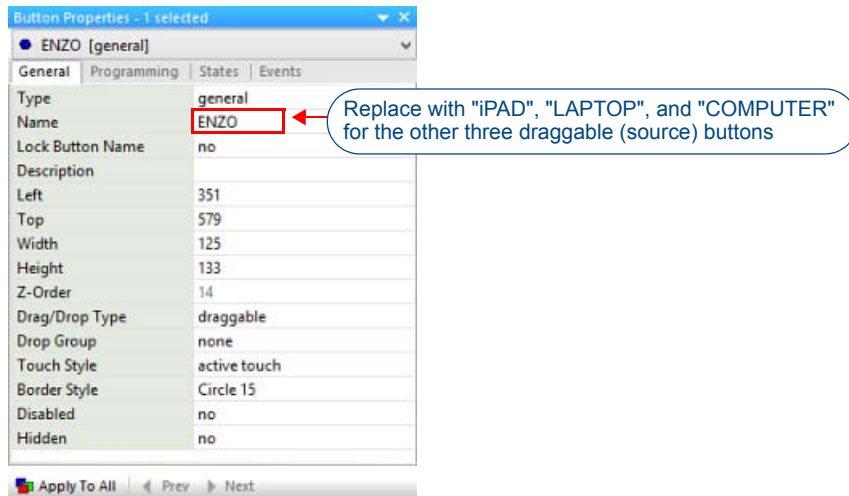 Button Properties - 1 selected
ENZO [general]
General Programming States Events
Type general
Name ENZO
Lock Button Name no
Description
Left 351
Top 579
Width 125
Height 133
Z-Order 14
Drag/Drop Type draggable
Drop Group none
Touch Style active touch
Border Style Circle 15
Disabled no
Hidden no
Apply To All Prev Next
Replace with "iPAD", "LAPTOP", and "COMPUTER"
for the other three draggable (source) buttons